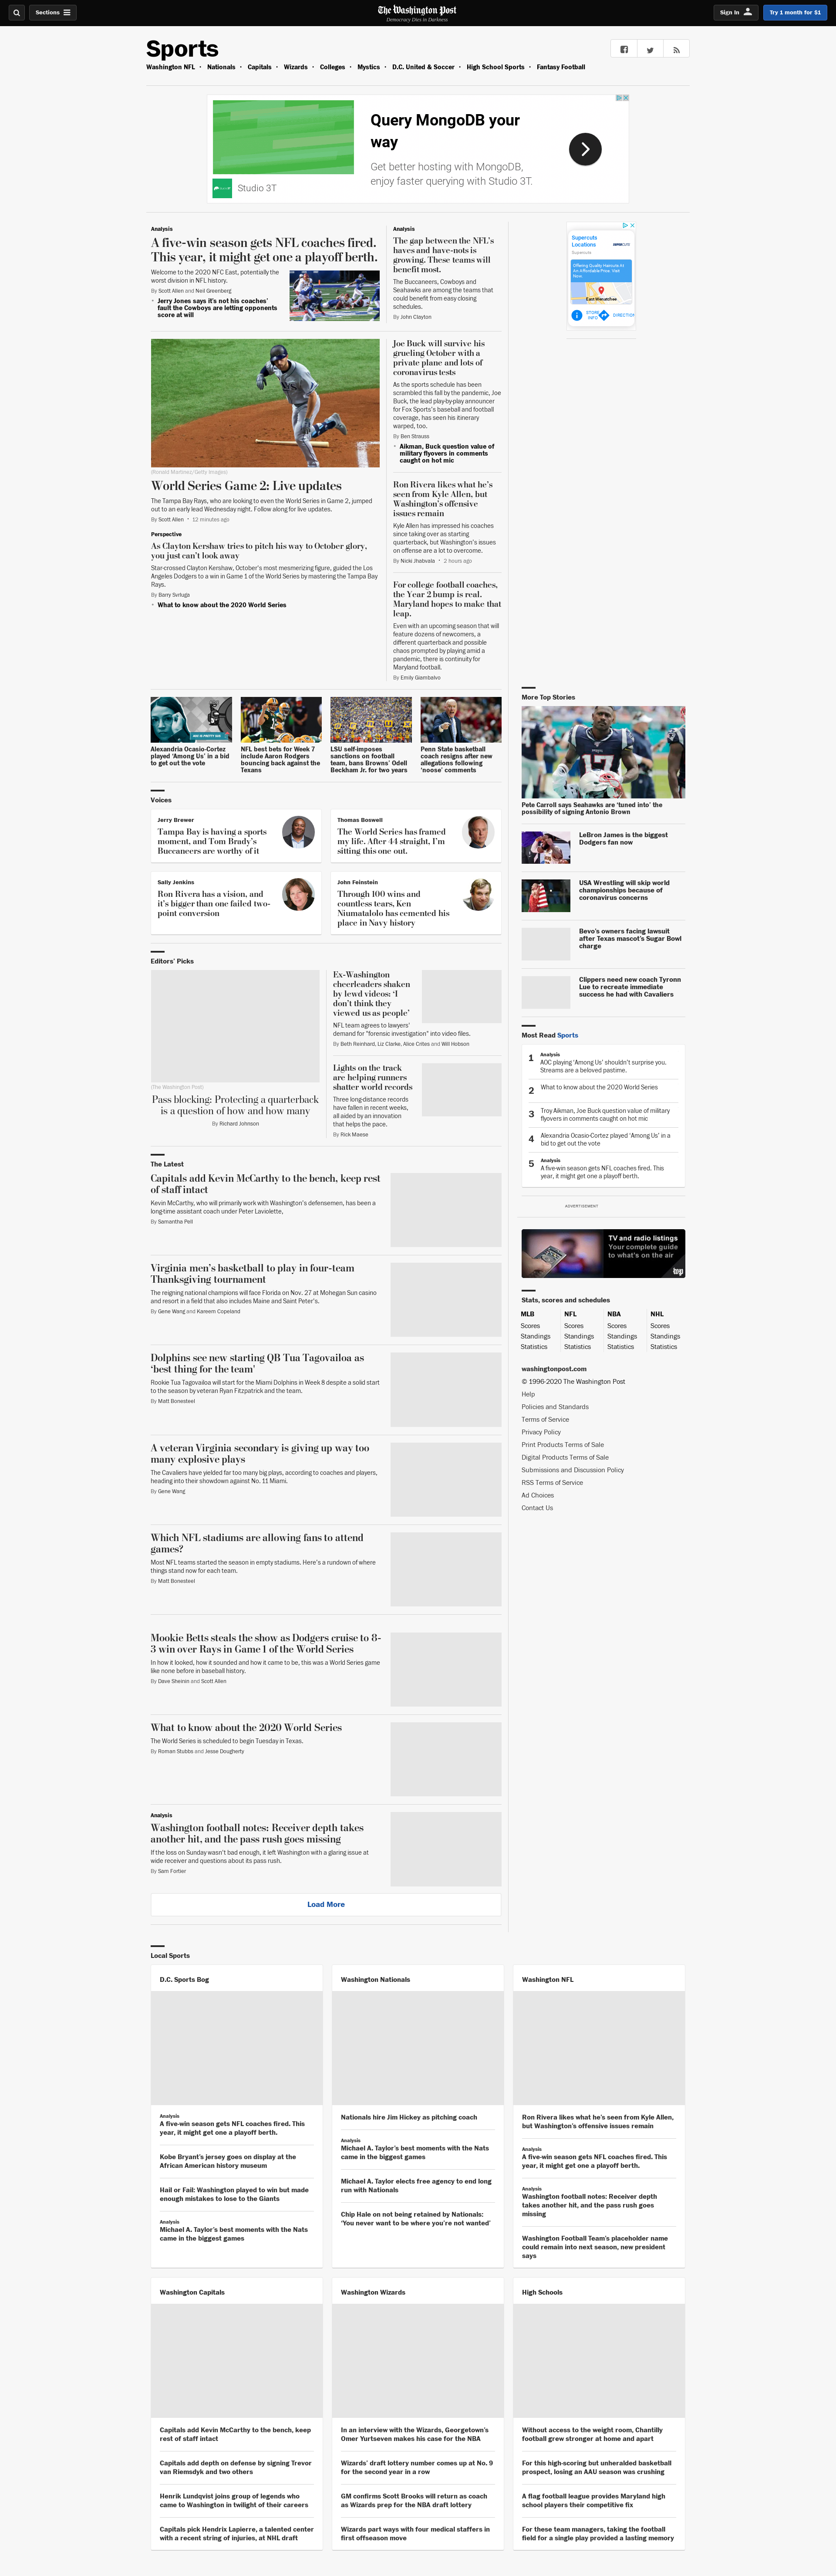 Sections
The Washington Post
Democracy Dies in Darkness
Sign In
Try 1 month for $1
Sports
Washington NFL • Nationals • Capitals • Wizards • Colleges • Mystics • D.C. United & Soccer • High School Sports • Fantasy Football
Query MongoDB your
way
Get better hosting with MongoDB,
enjoy faster querying with Studio 3T.
Studio 3T
Analysis
A five-win season gets NFL coaches fired.
This year, it might get one a playoff berth.
Welcome to the 2020 NFC East, potentially the
worst division in NFL history.
By Scott Allen and Neil Greenberg
Jerry Jones says it's not his coaches'
fault the Cowboys are letting opponents
score at will
Analysis
The gap between the NFL's
haves and have-nots is
growing. These teams will
benefit most.
The Buccaneers, Cowboys and
Seahawks are among the teams that
could benefit from easy closing
schedules.
By John Clayton
Supercuts
Locations
Supercuts
Offering Quality Haircuts At
An Affordable Price. Visit
Now.
East Wenatchee
STORE
INFO
DIRECTION
(Ronald Martinez/Getty Images)
World Series Game 2: Live updates
The Tampa Bay Rays, who are looking to even the World Series in Game 2, jumped
out to an early lead Wednesday night. Follow along for live updates.
By Scott Allen • 12 minutes ago
Perspective
As Clayton Kershaw tries to pitch his way to October glory,
you just can't look away
Star-crossed Clayton Kershaw, October's most mesmerizing figure, guided the Los
Angeles Dodgers to a win in Game 1 of the World Series by mastering the Tampa Bay
Rays.
By Barry Svrluga
What to know about the 2020 World Series
Joe Buck will survive his
grueling October with a
private plane and lots of
coronavirus tests
As the sports schedule has been
scrambled this fall by the pandemic, Joe
Buck, the lead play-by-play announcer
for Fox Sports's baseball and football
coverage, has seen his itinerary
warped, too.
By Ben Strauss
Aikman, Buck question value of
military flyovers in comments
caught on hot mic
Ron Rivera likes what he's
seen from Kyle Allen, but
Washington's offensive
issues remain
Kyle Allen has impressed his coaches
since taking over as starting
quarterback, but Washington's issues
on offense are a lot to overcome.
By Nicki Jhabvala • 2 hours ago
For college football coaches,
the Year 2 bump is real.
Maryland hopes to make that
leap.
Even with an upcoming season that will
feature dozens of newcomers, a
different quarterback and possible
chaos prompted by playing amid a
pandemic, there is continuity for
Maryland football.
By Emily Giambalvo
Alexandria Ocasio-Cortez
played 'Among Us' in a bid
to get out the vote
NFL best bets for Week 7
include Aaron Rodgers
bouncing back against the
Texans
LSU self-imposes
sanctions on football
team, bans Browns' Odell
Beckham Jr. for two years
Penn State basketball
coach resigns after new
allegations following
'noose' comments
Voices
Jerry Brewer
Tampa Bay is having a sports
moment, and Tom Brady's
Buccaneers are worthy of it
Thomas Boswell
The World Series has framed
my life. After 44 straight, I'm
sitting this one out.
Sally Jenkins
Ron Rivera has a vision, and
it's bigger than one failed two-
point conversion
John Feinstein
Through 100 wins and
countless tears, Ken
Niumatalolo has cemented his
place in Navy history
Editors' Picks
(The Washington Post)
Pass blocking: Protecting a quarterback
is a question of how and how many
By Richard Johnson
Ex-Washington
cheerleaders shaken
by lewd videos: 'I
don't think they
viewed us as people'
NFL team agrees to lawyers'
demand for "forensic investigation" into video files.
By Beth Reinhard, Liz Clarke, Alice Crites and Will Hobson
Lights on the track
are helping runners
shatter world records
Three long-distance records
have fallen in recent weeks,
all aided by an innovation
that helps the pace.
By Rick Maese
The Latest
Capitals add Kevin McCarthy to the bench, keep rest
of staff intact
Kevin McCarthy, who will primarily work with Washington's defensemen, has been a
long-time assistant coach under Peter Laviolette,
By Samantha Pell
Virginia men's basketball to play in four-team
Thanksgiving tournament
The reigning national champions will face Florida on Nov. 27 at Mohegan Sun casino
and resort in a field that also includes Maine and Saint Peter's.
By Gene Wang and Kareem Copeland
Dolphins see new starting QB Tua Tagovailoa as
'best thing for the team'
Rookie Tua Tagovailoa will start for the Miami Dolphins in Week 8 despite a solid start
to the season by veteran Ryan Fitzpatrick and the team.
By Matt Bonesteel
A veteran Virginia secondary is giving up way too
many explosive plays
The Cavaliers have yielded far too many big plays, according to coaches and players,
heading into their showdown against No. 11 Miami.
By Gene Wang
Which NFL stadiums are allowing fans to attend
games?
Most NFL teams started the season in empty stadiums. Here's a rundown of where
things stand now for each team.
By Matt Bonesteel
Mookie Betts steals the show as Dodgers cruise to 8-
3 win over Rays in Game 1 of the World Series
In how it looked, how it sounded and how it came to be, this was a World Series game
like none before in baseball history.
By Dave Sheinin and Scott Allen
What to know about the 2020 World Series
The World Series is scheduled to begin Tuesday in Texas.
By Roman Stubbs and Jesse Dougherty
Analysis
Washington football notes: Receiver depth takes
another hit, and the pass rush goes missing
If the loss on Sunday wasn't bad enough, it left Washington with a glaring issue at
wide receiver and questions about its pass rush.
By Sam Fortier
Load More
More Top Stories
Pete Carroll says Seahawks are 'tuned into' the
possibility of signing Antonio Brown
LeBron James is the biggest
Dodgers fan now
USA Wrestling will skip world
championships because of
coronavirus concerns
Bevo's owners facing lawsuit
after Texas mascot's Sugar Bowl
charge
Clippers need new coach Tyronn
Lue to recreate immediate
success he had with Cavaliers
Most Read Sports
1 Analysis
AOC playing 'Among Us' shouldn't surprise you.
Streams are a beloved pastime.
2 What to know about the 2020 World Series
3 Troy Aikman, Joe Buck question value of military
flyovers in comments caught on hot mic
4 Alexandria Ocasio-Cortez played 'Among Us' in a
bid to get out the vote
5 Analysis
A five-win season gets NFL coaches fired. This
year, it might get one a playoff berth.
ADVERTISEMENT
TV and radio listings
Your complete guide
to what's on the air
wp
Stats, scores and schedules
MLB NFL NBA NHL
Scores Scores Scores Scores
Standings Standings Standings Standings
Statistics Statistics Statistics Statistics
washingtonpost.com
© 1996-2020 The Washington Post
Help
Policies and Standards
Terms of Service
Privacy Policy
Print Products Terms of Sale
Digital Products Terms of Sale
Submissions and Discussion Policy
RSS Terms of Service
Ad Choices
Contact Us
Local Sports
D.C. Sports Bog
Analysis
A five-win season gets NFL coaches fired. This
year, it might get one a playoff berth.
Kobe Bryant's jersey goes on display at the
African American history museum
Hail or Fail: Washington played to win but made
enough mistakes to lose to the Giants
Analysis
Michael A. Taylor's best moments with the Nats
came in the biggest games
Washington Nationals
Nationals hire Jim Hickey as pitching coach
Analysis
Michael A. Taylor's best moments with the Nats
came in the biggest games
Michael A. Taylor elects free agency to end long
run with Nationals
Chip Hale on not being retained by Nationals:
'You never want to be where you're not wanted'
Washington NFL
Ron Rivera likes what he's seen from Kyle Allen,
but Washington's offensive issues remain
Analysis
A five-win season gets NFL coaches fired. This
year, it might get one a playoff berth.
Analysis
Washington football notes: Receiver depth
takes another hit, and the pass rush goes
missing
Washington Football Team's placeholder name
could remain into next season, new president
says
Washington Capitals
Capitals add Kevin McCarthy to the bench, keep
rest of staff intact
Capitals add depth on defense by signing Trevor
van Riemsdyk and two others
Henrik Lundqvist joins group of legends who
came to Washington in twilight of their careers
Capitals pick Hendrix Lapierre, a talented center
with a recent string of injuries, at NHL draft
Washington Wizards
In an interview with the Wizards, Georgetown's
Omer Yurtseven makes his case for the NBA
Wizards' draft lottery number comes up at No. 9
for the second year in a row
GM confirms Scott Brooks will return as coach
as Wizards prep for the NBA draft lottery
Wizards part ways with four medical staffers in
first offseason move
High Schools
Without access to the weight room, Chantilly
football grew stronger at home and apart
For this high-scoring but unheralded basketball
prospect, losing an AAU season was crushing
A flag football league provides Maryland high
school players their competitive fix
For these team managers, taking the football
field for a single play provided a lasting memory